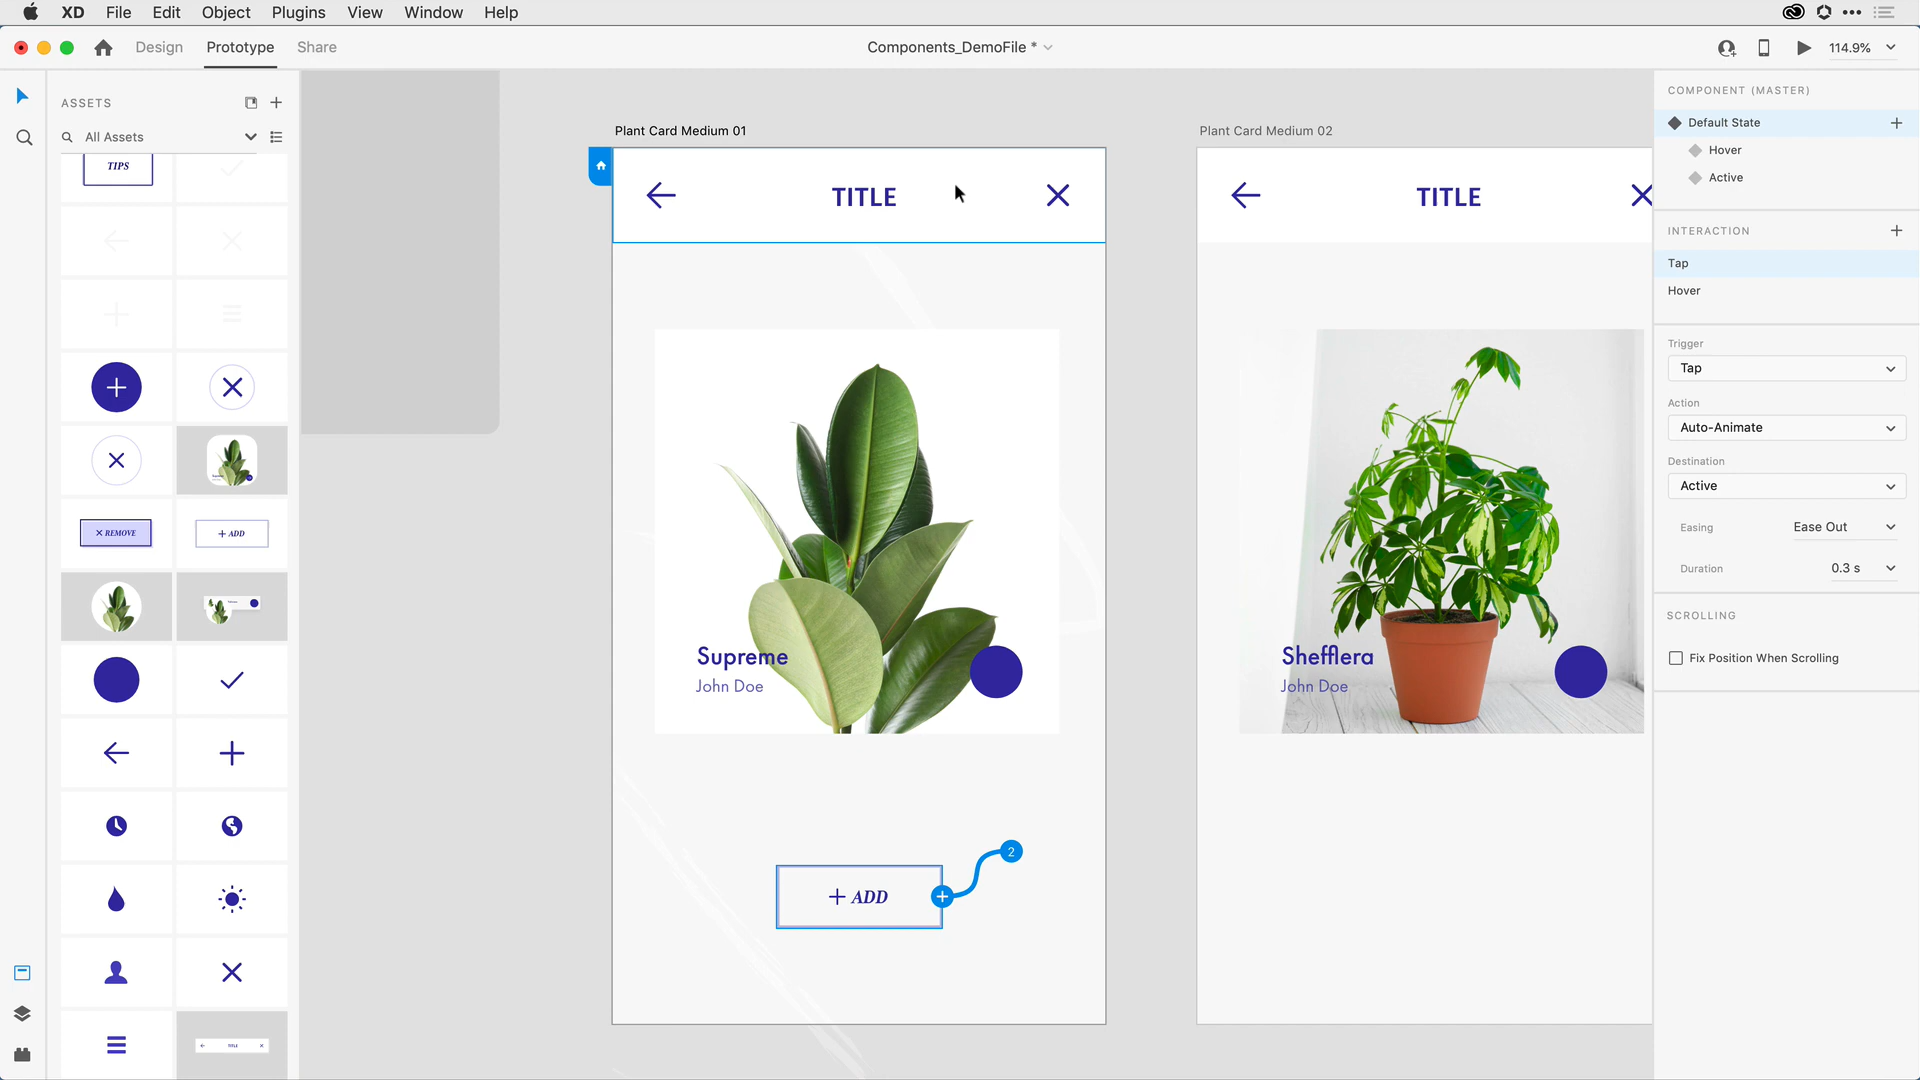 XD File Edit Object Plugins View Window Help
Design Prototype Share
Components_DemoFile *
114.9%
ASSETS
All Assets
TIPS
REMOVE
ADD
TITLE
Plant Card Medium 01
TITLE
Supreme
John Doe
ADD
2
Plant Card Medium 02
TITLE
Shefflera
John Doe
COMPONENT (MASTER)
Default State
Hover
Active
INTERACTION
Tap
Hover
Trigger
Tap
Action
Auto-Animate
Destination
Active
Easing Ease Out
Duration 0.3 s
SCROLLING
Fix Position When Scrolling